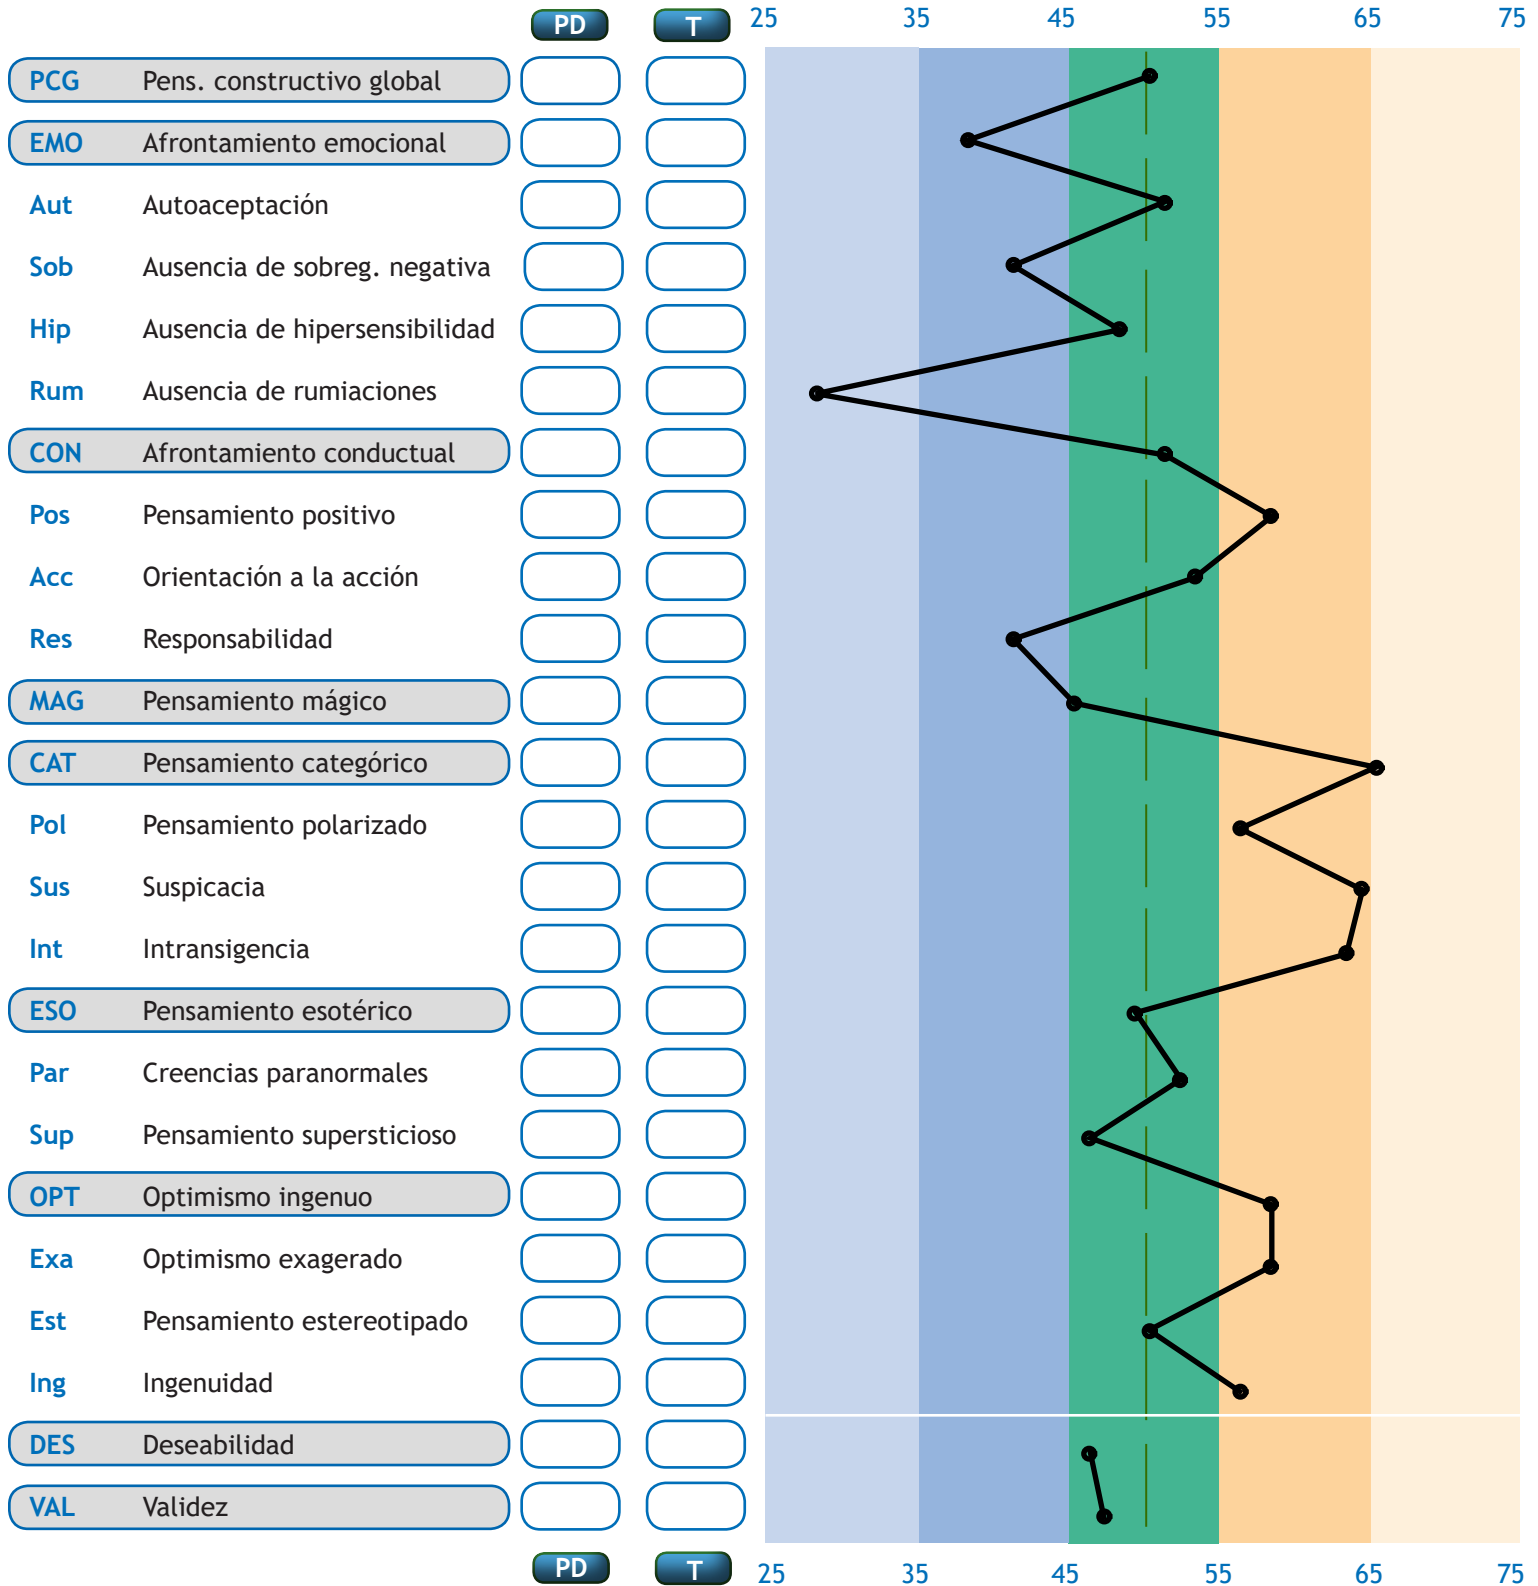 PD T 25 35 45 55 65 75
PCG Pens. constructivo global
EMO Afrontamiento emocional
Aut Autoaceptación
Sob Ausencia de sobreg. negativa
Hip Ausencia de hipersensibilidad
Rum Ausencia de rumiaciones
CON Afrontamiento conductual
Pos Pensamiento positivo
Acc Orientación a la acción
Res Responsabilidad
MAG Pensamiento mágico
CAT Pensamiento categórico
Pol Pensamiento polarizado
Sus Suspicacia
Int Intransigencia
ESO Pensamiento esotérico
Par Creencias paranormales
Sup Pensamiento supersticioso
OPT Optimismo ingenuo
Exa Optimismo exagerado
Est Pensamiento estereotipado
Ing Ingenuidad
DES Deseabilidad
VAL Validez
PD T 25 35 45 55 65 75